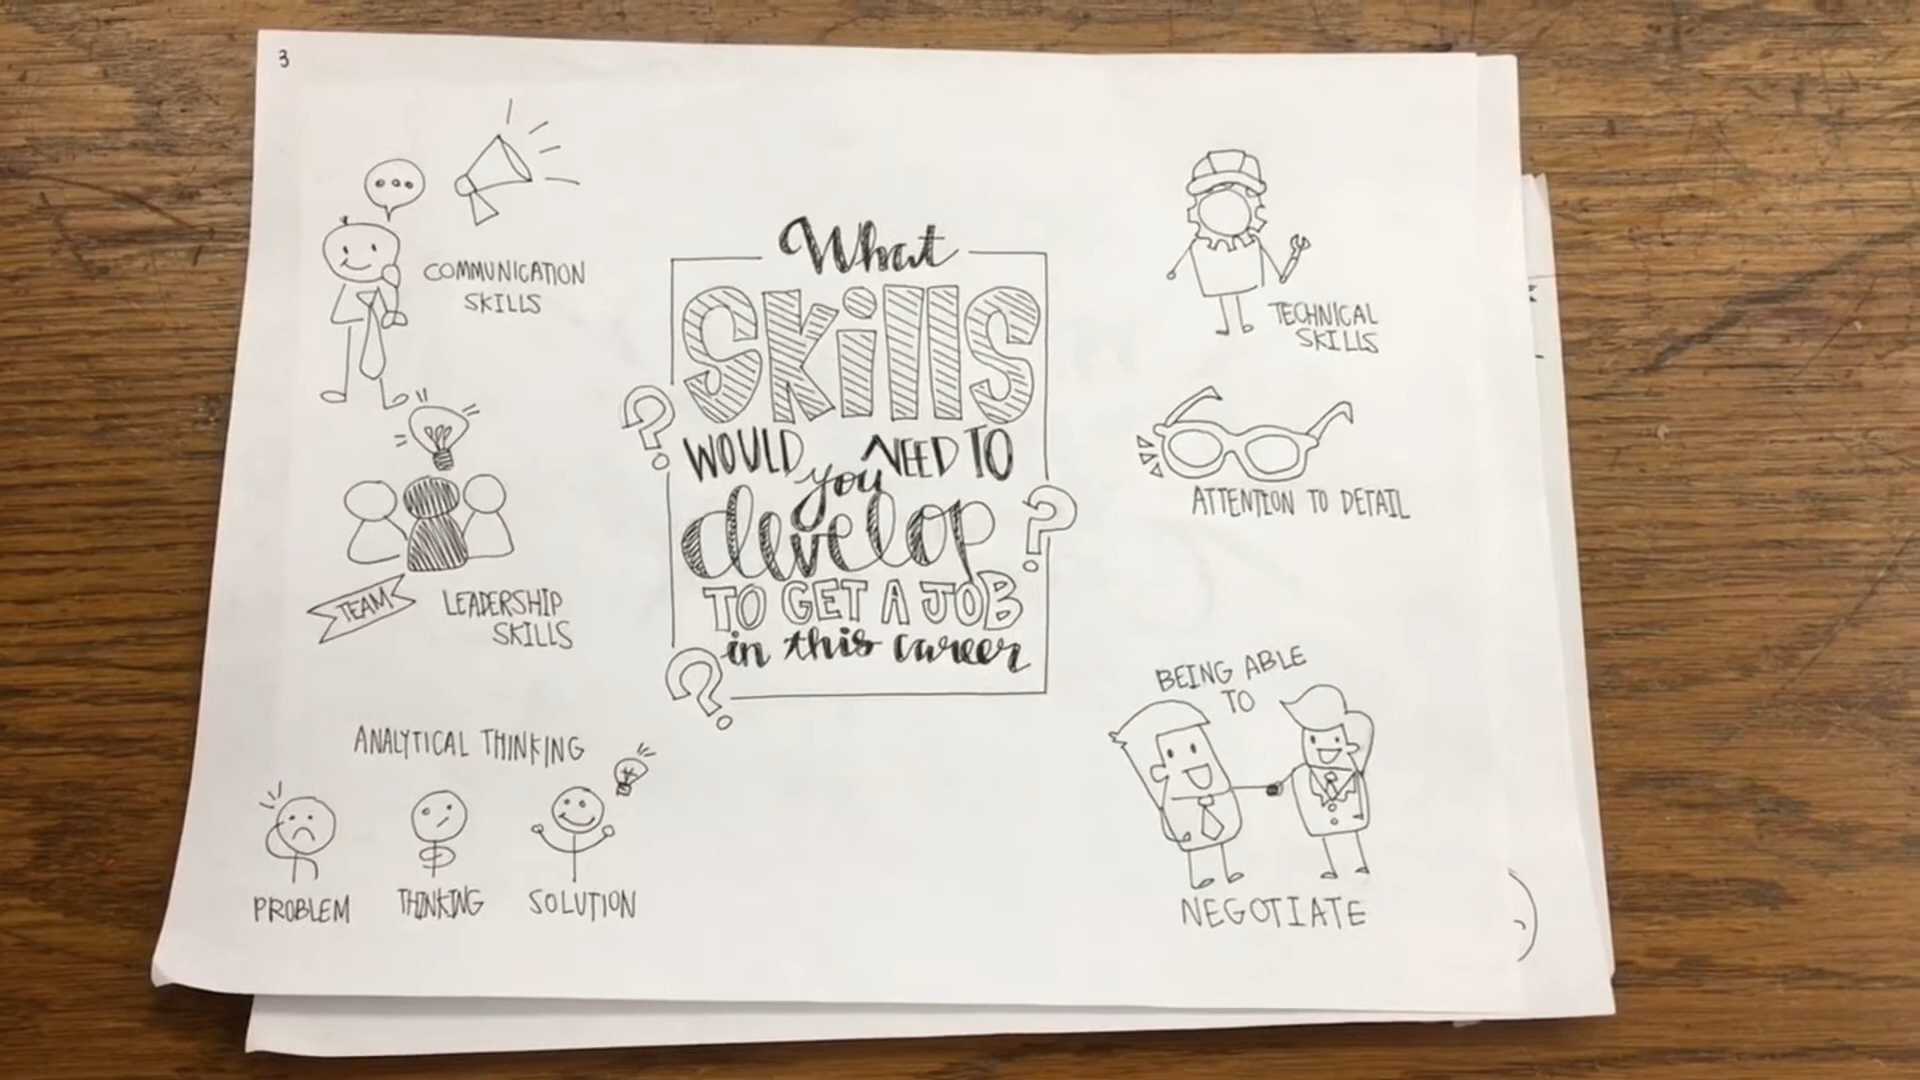 3
COMMUNICATION
SKILLS
TEAM
LEADERSHIP
SKILLS
ANALYTICAL THINKING
PROBLEM THINKING SOLUTION
What
SKillS
WOULD you NEED TO
develop
TO GET A JOB
in this career
TECHNICAL
SKILLS
ATTENTION TO DETAIL
BEING ABLE
TO
NEGOTIATE